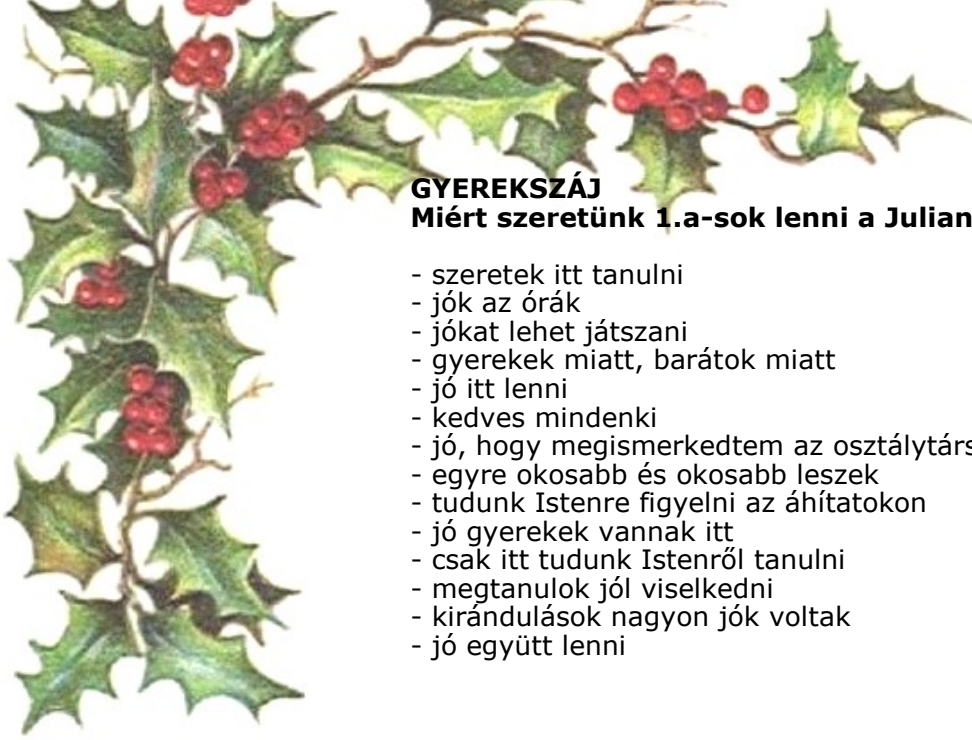 GYEREKSZÁJ
Miért szeretünk 1.a-sok lenni a Julian
- szeretek itt tanulni
- jók az órák
- jókat lehet játszani
- gyerekek miatt, barátok miatt
- jó itt lenni
- kedves mindenki
- jó, hogy megismerkedtem az osztálytárs
- egyre okosabb és okosabb leszek
- tudunk Istenre figyelni az áhítatokon
- jó gyerekek vannak itt
- csak itt tudunk Istenről tanulni
- megtanulok jól viselkedni
- kirándulások nagyon jók voltak
- jó együtt lenni